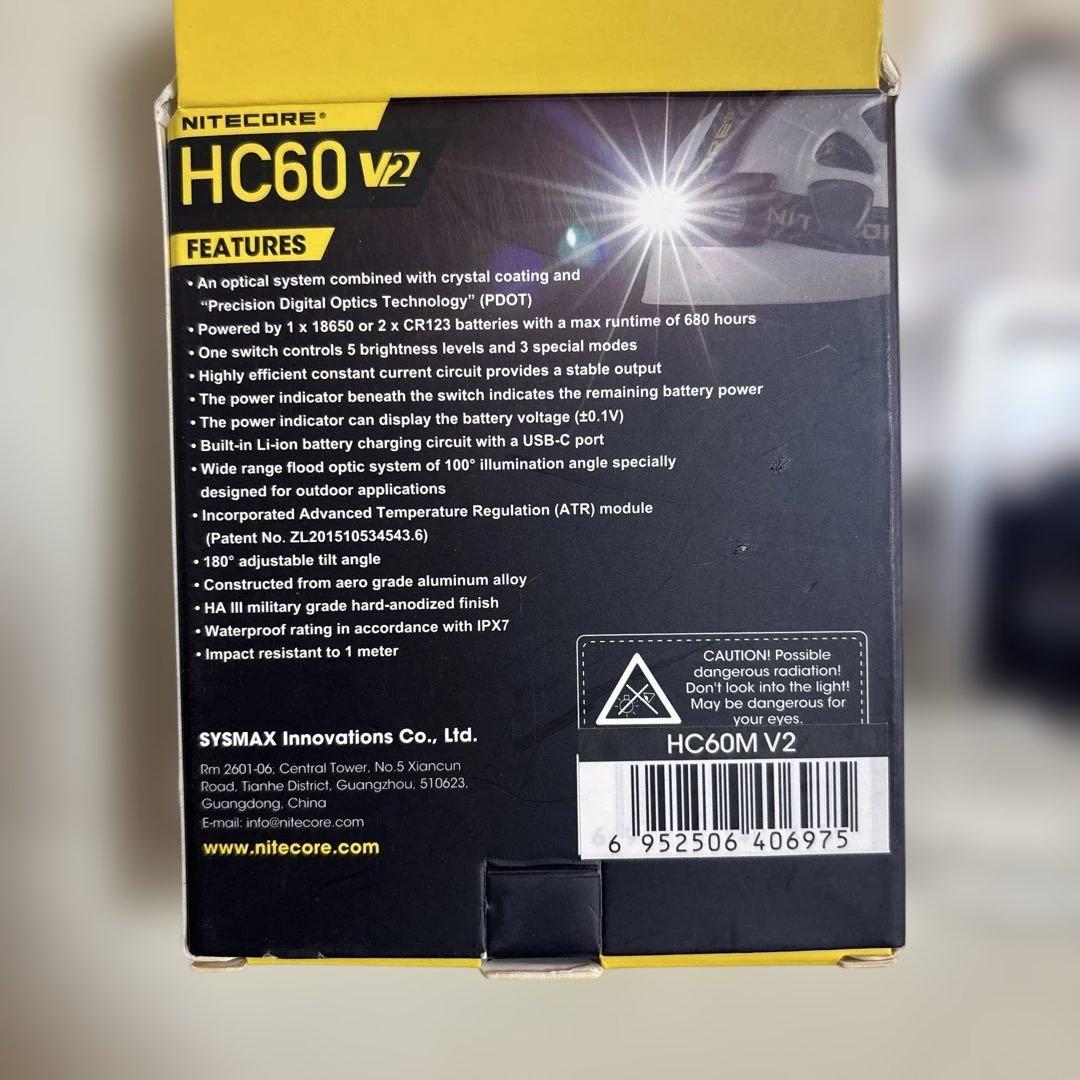 NITECORE®
HC60 V2
FEATURES
• An optical system combined with crystal coating and
“Precision Digital Optics Technology” (PDOT)
• Powered by 1 x 18650 or 2 x CR123 batteries with a max runtime of 680 hours
• One switch controls 5 brightness levels and 3 special modes
• Highly efficient constant current circuit provides a stable output
• The power indicator beneath the switch indicates the remaining battery power
• The power indicator can display the battery voltage (±0.1V)
• Built-in Li-ion battery charging circuit with a USB-C port
• Wide range flood optic system of 100° illumination angle specially
designed for outdoor applications
• Incorporated Advanced Temperature Regulation (ATR) module
(Patent No. ZL201510534543.6)
• 180° adjustable tilt angle
• Constructed from aero grade aluminum alloy
• HA III military grade hard-anodized finish
• Waterproof rating in accordance with IPX7
• Impact resistant to 1 meter
CAUTION! Possible
dangerous radiation!
Don't look into the light!
May be dangerous for
your eyes.
HC60M V2
6 952506 406975
SYSMAX Innovations Co., Ltd.
Rm 2601-06, Central Tower, No.5 Xiancun
Road, Tianhe District, Guangzhou, 510623,
Guangdong, China
E-mail: info@nitecore.com
www.nitecore.com